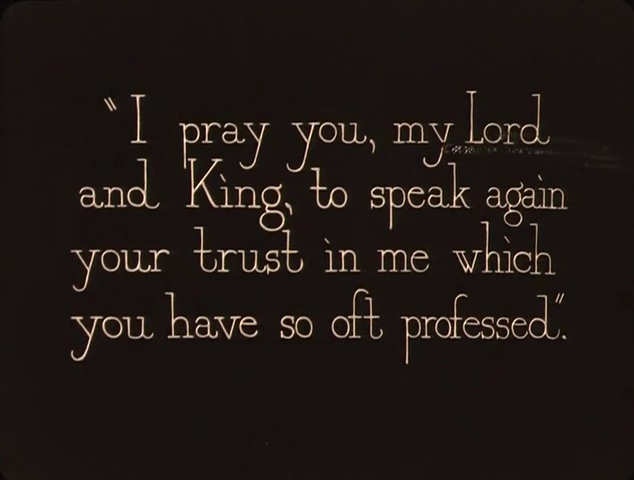 "I pray you, my Lord
and King, to speak again
your trust in me which
you have so oft professed".